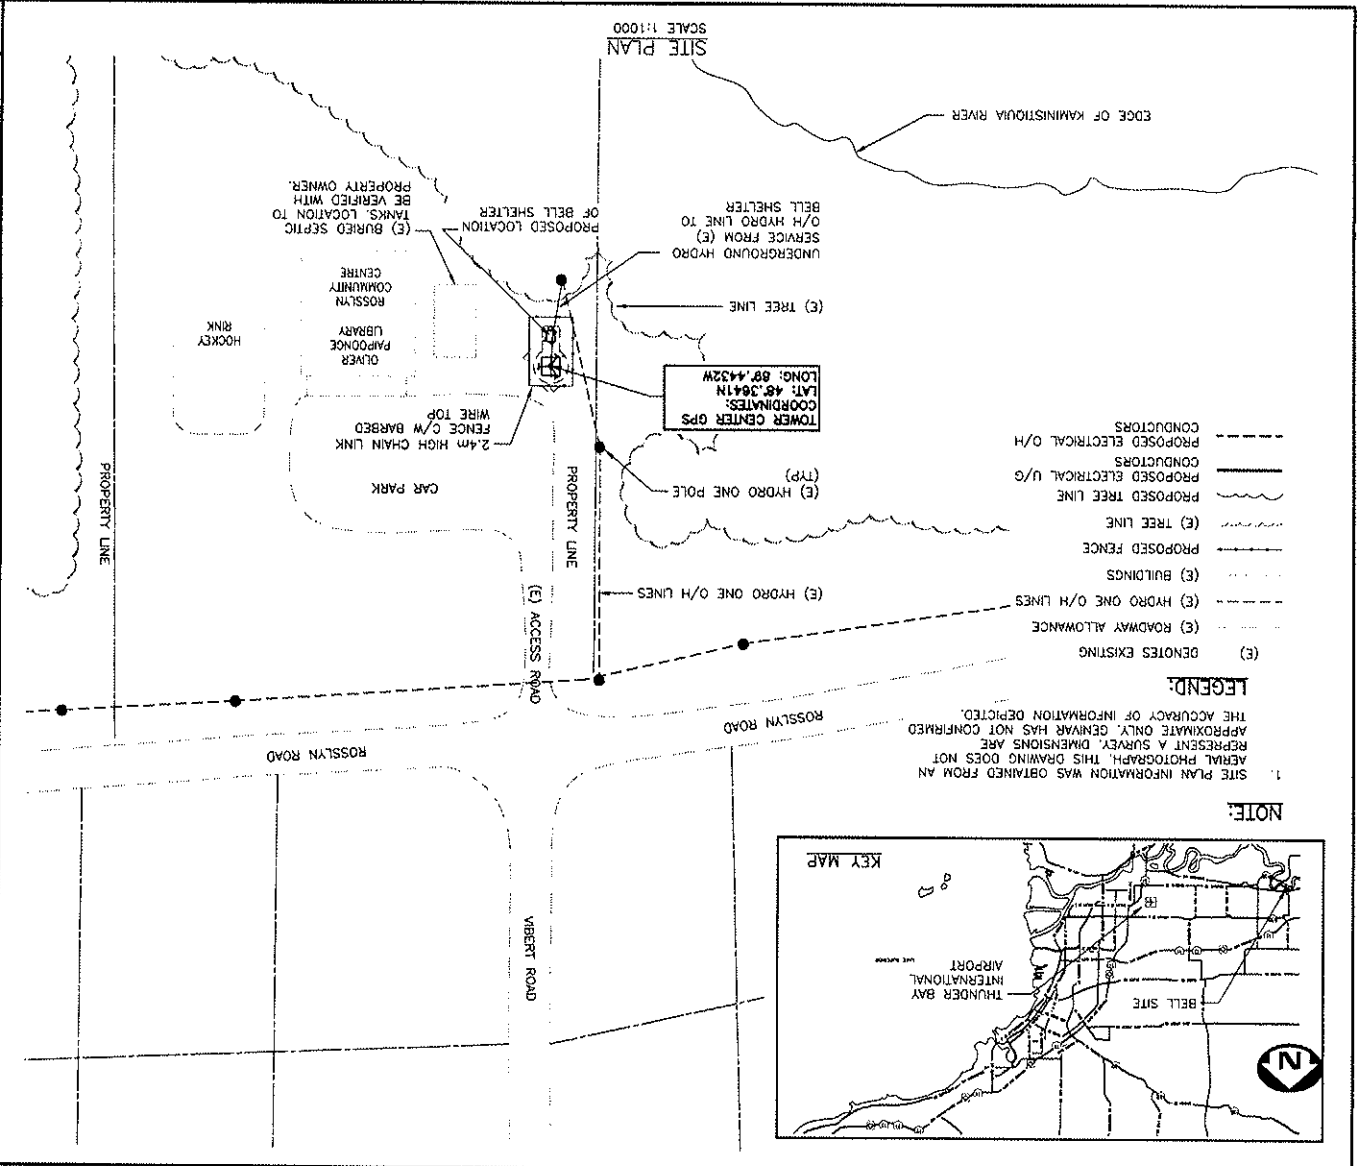 N
BELL SITE
THUNDER BAY
INTERNATIONAL
AIRPORT
KEY MAP
NOTE:
1. SITE PLAN INFORMATION WAS OBTAINED FROM AN
AERIAL PHOTOGRAPH, THIS DRAWING DOES NOT
REPRESENT A SURVEY, DIMENSIONS ARE
APPROXIMATE ONLY. GENIVAR HAS NOT CONFIRMED
THE ACCURACY OF INFORMATION DEPICTED.
LEGEND:
(E) DENOTES EXISTING
(E) ROADWAY ALLOWANCE
(E) HYDRO ONE O/H LINES
(E) BUILDINGS
PROPOSED FENCE
(E) TREE LINE
PROPOSED TREE LINE
PROPOSED ELECTRICAL U/G
CONDUCTORS
PROPOSED ELECTRICAL O/H
CONDUCTORS
VIBERT ROAD
ROSSLYN ROAD
ROSSLYN ROAD
(E) ACCESS ROAD
(E) HYDRO ONE O/H LINES
PROPERTY LINE
PROPERTY LINE
(E) HYDRO ONE POLE
(TYP)
CAR PARK
2.4m HIGH CHAIN LINK
FENCE C/W BARBED
WIRE TOP
TOWER CENTER GPS
COORDINATES:
LAT: 48°.3641N
LONG: 89°.4432W
OLIVER
PAIPOONGE
LIBRARY
ROSSLYN
COMMUNITY
CENTRE
HOCKEY
RINK
(E) TREE LINE
UNDERGROUND HYDRO
SERVICE FROM (E)
O/H HYDRO LINE TO
BELL SHELTER
PROPOSED LOCATION
OF BELL SHELTER
(E) BURIED SEPTIC
TANKS. LOCATION TO
BE VERIFIED WITH
PROPERTY OWNER.
EDGE OF KAMINISTIQUIA RIVER
SITE PLAN
SCALE 1:1000